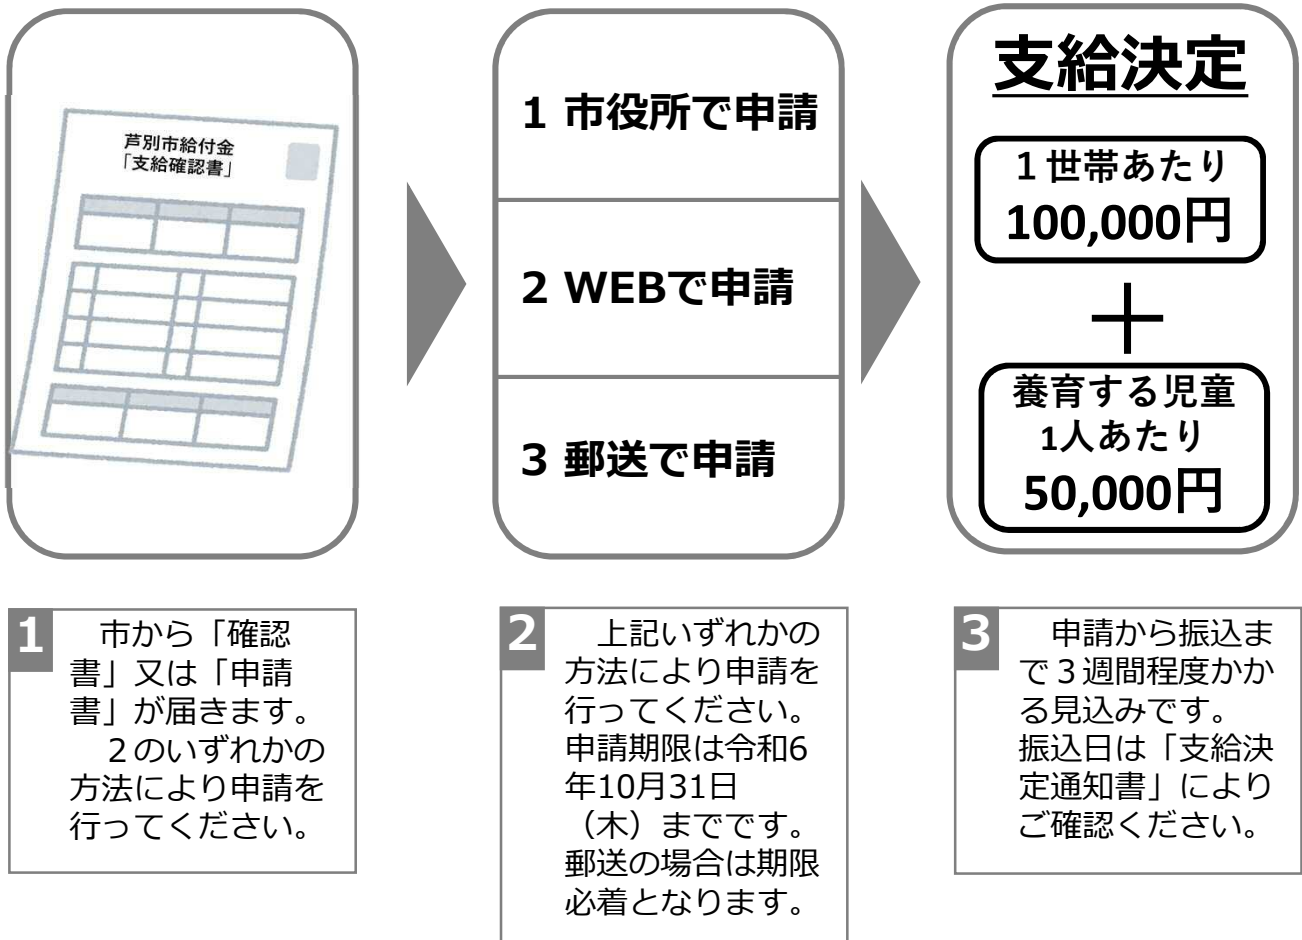 芦別市給付金
「支給確認書」
1 市役所で申請
2 WEBで申請
3 郵送で申請
支給決定
１世帯あたり
100,000円
＋
養育する児童
1人あたり
50,000円
1
市から「確認
書」又は「申請
書」が届きます。
２のいずれかの
方法により申請を
行ってください。
2
上記いずれかの
方法により申請を
行ってください。
申請期限は令和6
年10月31日
（木）までです。
郵送の場合は期限
必着となります。
3
申請から振込ま
で３週間程度かか
る見込みです。
振込日は「支給決
定通知書」により
ご確認ください。